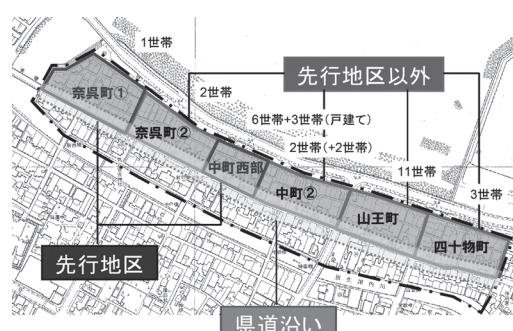 1世帯
先行地区以外
2世帯
奈呉町①
6世帯+3世帯(戸建て)
奈呉町②
2世帯(+2世帯)
中町西部
11世帯
中町②
3世帯
山王町
四十物町
先行地区
県道沿い